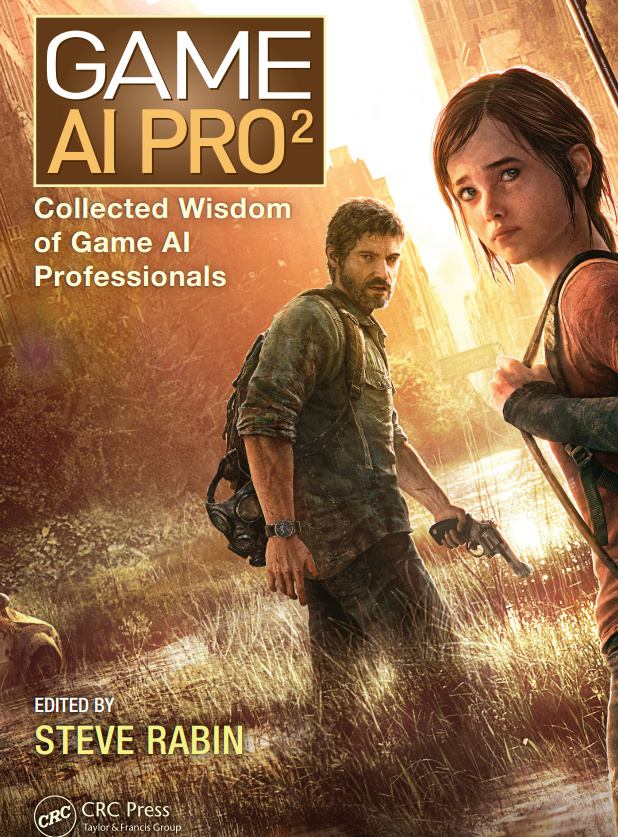 GAME
AI PRO²
Collected Wisdom
of Game AI
Professionals
EDITED BY
STEVE RABIN
CRC CRC Press
Taylor & Francis Group